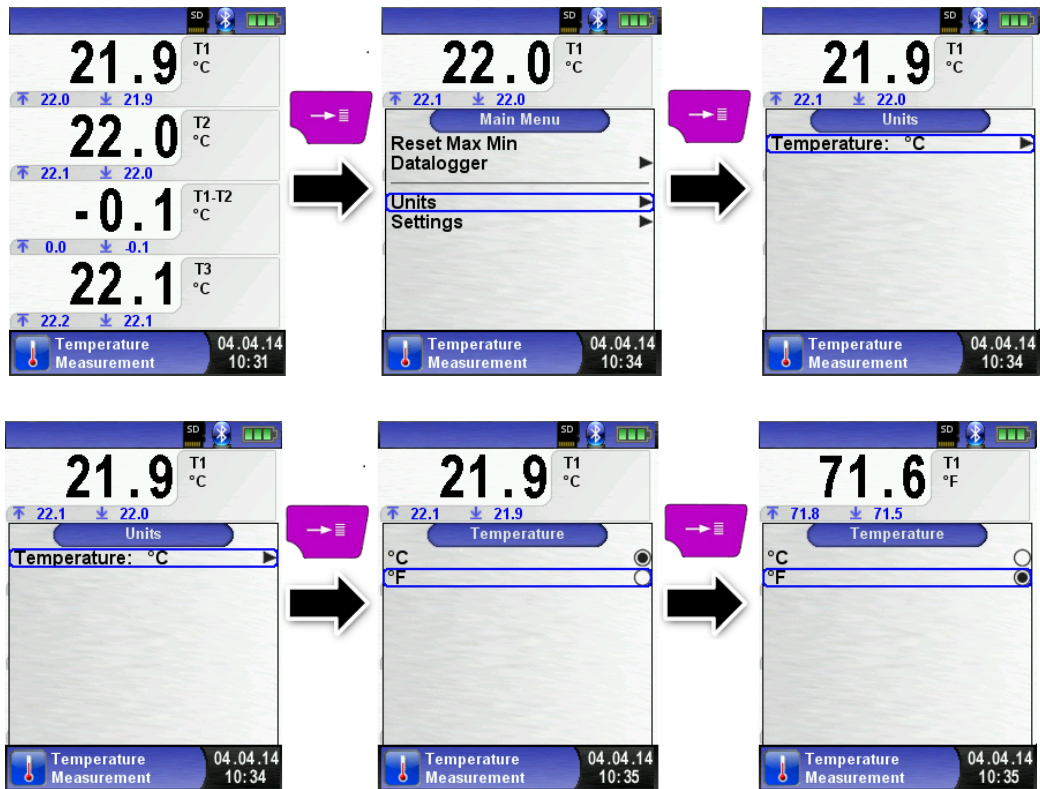 SD
21.9 T1 °C
22.0 21.9
22.0 T2 °C
22.1 22.0
-0.1 T1-T2 °C
0.0 -0.1
22.1 T3 °C
22.2 22.1
Temperature 04.04.14
Measurement 10:31
SD
22.0 T1 °C
22.1 22.0
Main Menu
Reset Max Min
Datalogger
Units
Settings
Temperature 04.04.14
Measurement 10:34
SD
21.9 T1 °C
22.1 22.0
Units
Temperature: °C
Temperature 04.04.14
Measurement 10:34
SD
21.9 T1 °C
22.1 22.0
Units
Temperature: °C
Temperature 04.04.14
Measurement 10:34
SD
21.9 T1 °C
22.1 21.9
Temperature
°C
°F
Temperature 04.04.14
Measurement 10:35
SD
71.6 T1 °F
71.8 71.5
Temperature
°C
°F
Temperature 04.04.14
Measurement 10:35